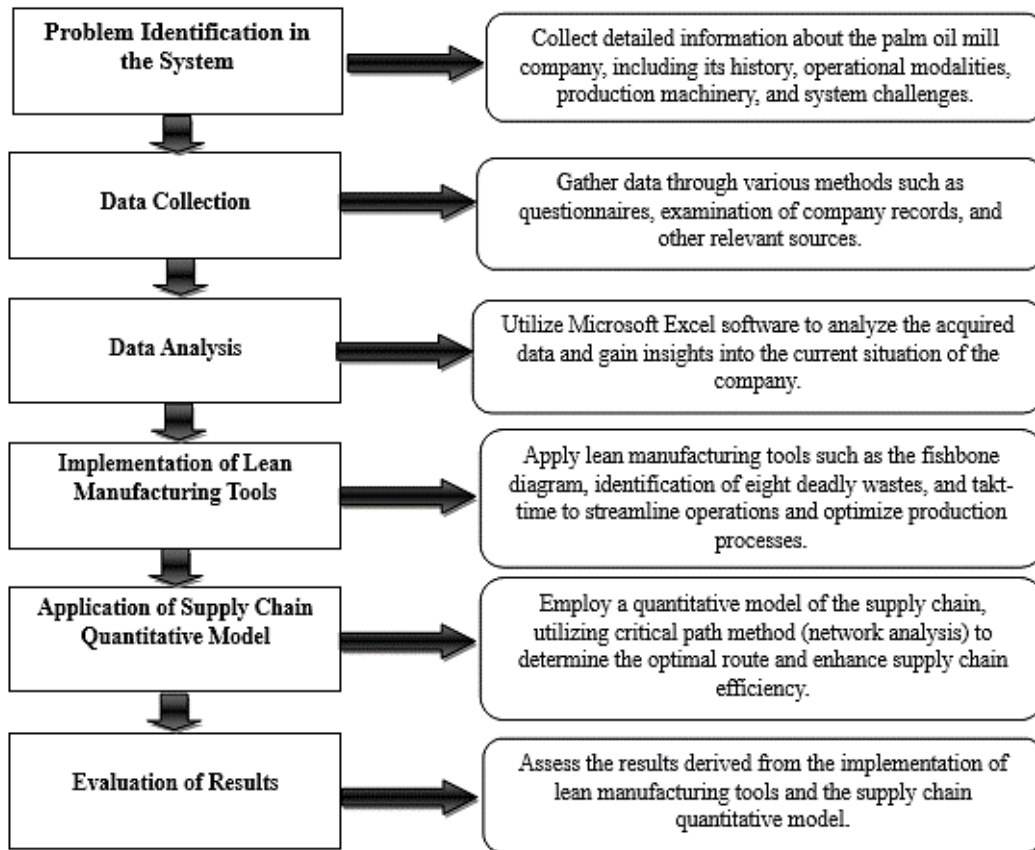 Problem Identification in
the System
Collect detailed information about the palm oil mill
company, including its history, operational modalities,
production machinery, and system challenges.
Data Collection
Gather data through various methods such as
questionnaires, examination of company records, and
other relevant sources.
Data Analysis
Utilize Microsoft Excel software to analyze the acquired
data and gain insights into the current situation of the
company.
Implementation of Lean
Manufacturing Tools
Apply lean manufacturing tools such as the fishbone
diagram, identification of eight deadly wastes, and takt-
time to streamline operations and optimize production
processes.
Application of Supply Chain
Quantitative Model
Employ a quantitative model of the supply chain,
utilizing critical path method (network analysis) to
determine the optimal route and enhance supply chain
efficiency.
Evaluation of Results
Assess the results derived from the implementation of
lean manufacturing tools and the supply chain
quantitative model.